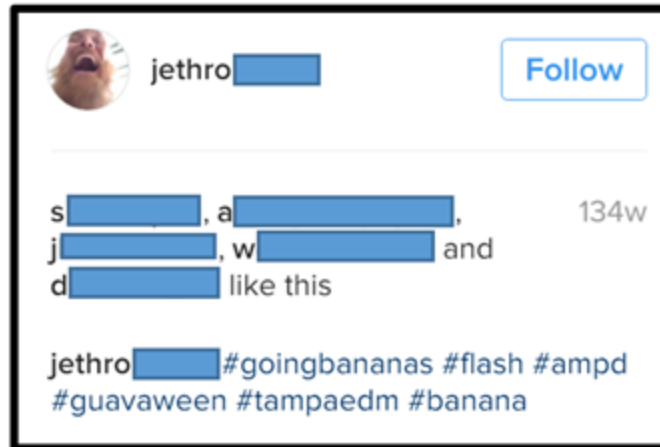 jethro
Follow
s , a ,
134w
j , w and
d like this
jethro #goingbananas #flash #ampd
#guavaween #tampaedm #banana